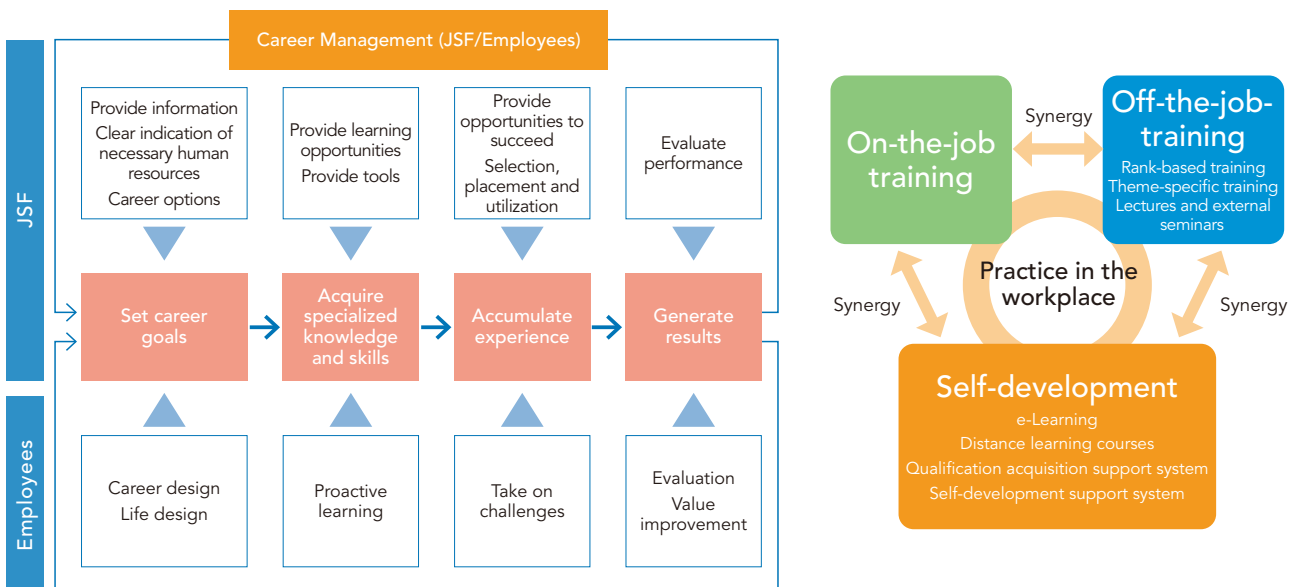 Career Management (JSF/Employees)
JSF
Provide information
Clear indication of
necessary human
resources
Career options
Provide learning
opportunities
Provide tools
Provide
opportunities to
succeed
Selection,
placement and
utilization
Evaluate
performance
Set career
goals
Acquire
specialized
knowledge
and skills
Accumulate
experience
Generate
results
Employees
Career design
Life design
Proactive
learning
Take on
challenges
Evaluation
Value
improvement
On-the-job
training
Synergy
Off-the-job-
training
Rank-based training
Theme-specific training
Lectures and external
seminars
Practice in the
workplace
Synergy
Synergy
Self-development
e-Learning
Distance learning courses
Qualification acquisition support system
Self-development support system